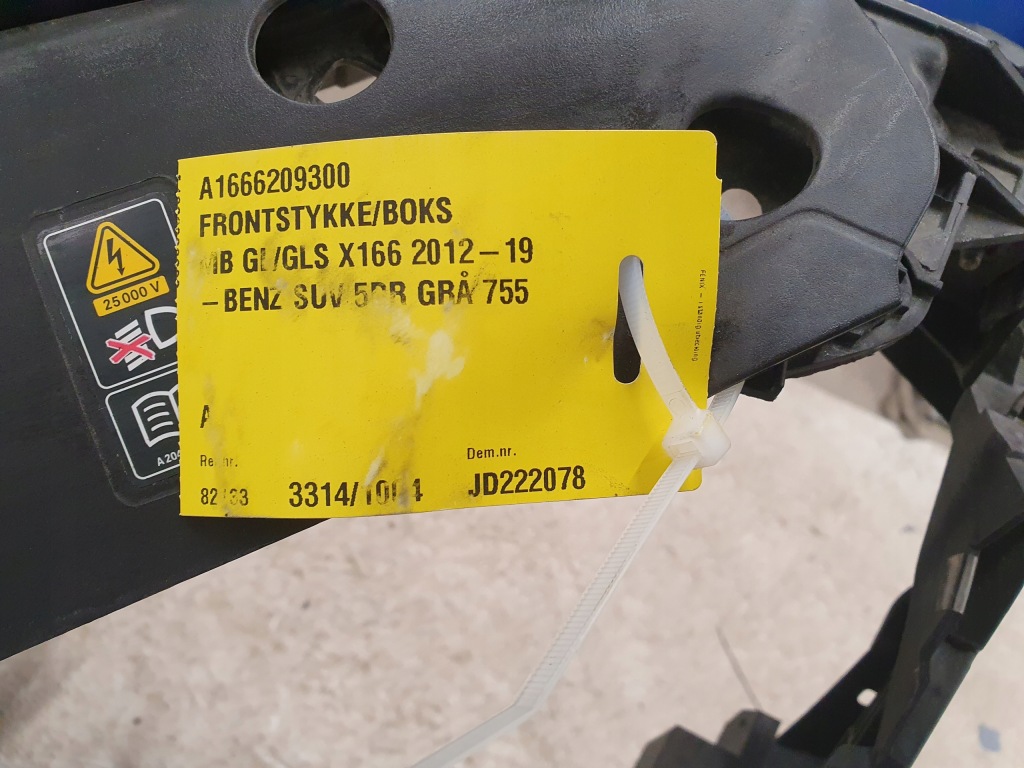 A1666209300
FRONTSTYKKE/BOKS
MB GL/GLS X166 2012-19
-BENZ SUV 5DR GRÅ 755
A
Dem.nr.
3314/ JD222078
25000 V
A204